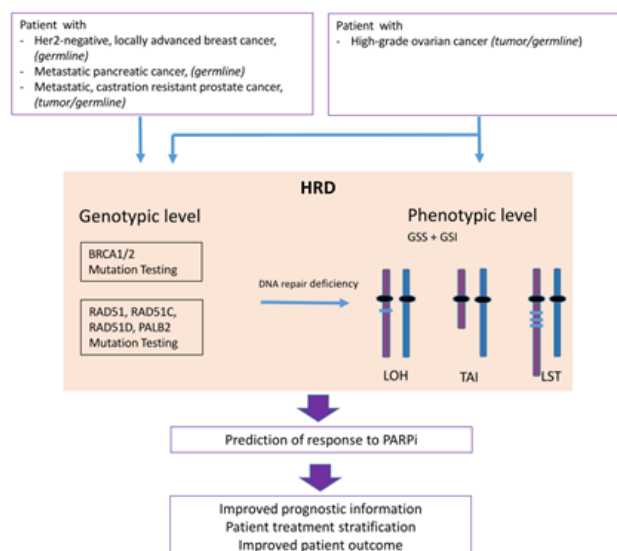 Patient with
- Her2-negative, locally advanced breast cancer,
(germline)
- Metastatic pancreatic cancer, (germline)
- Metastatic, castration resistant prostate cancer,
(tumor/germline)
Patient with
- High-grade ovarian cancer (tumor/germline)
HRD
Genotypic level
BRCA1/2
Mutation Testing
RAD51, RAD51C,
RAD51D, PALB2
Mutation Testing
DNA repair deficiency
Phenotypic level
GSS + GSI
LOH
TAI
LST
Prediction of response to PARPi
Improved prognostic information
Patient treatment stratification
Improved patient outcome